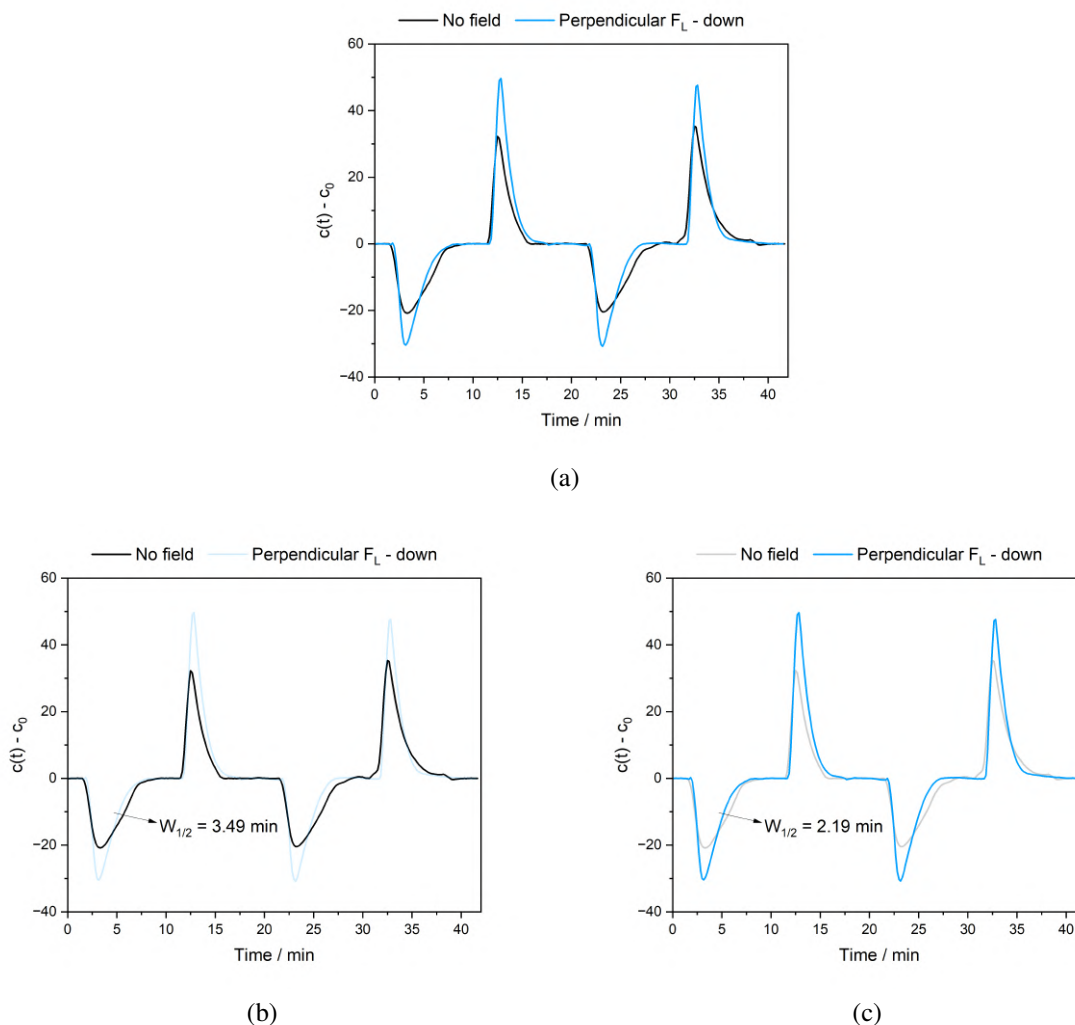 No field Perpendicular F_L - down
60
40
20
0
−20
−40
c(t) - c_0
0 5 10 15 20 25 30 35 40
Time / min
(a)
No field Perpendicular F_L - down
60
40
20
0
−20
−40
c(t) - c_0
W_{1/2} = 3.49 min
0 5 10 15 20 25 30 35 40
Time / min
(b)
No field Perpendicular F_L - down
60
40
20
0
−20
−40
c(t) - c_0
W_{1/2} = 2.19 min
0 5 10 15 20 25 30 35 40
Time / min
(c)